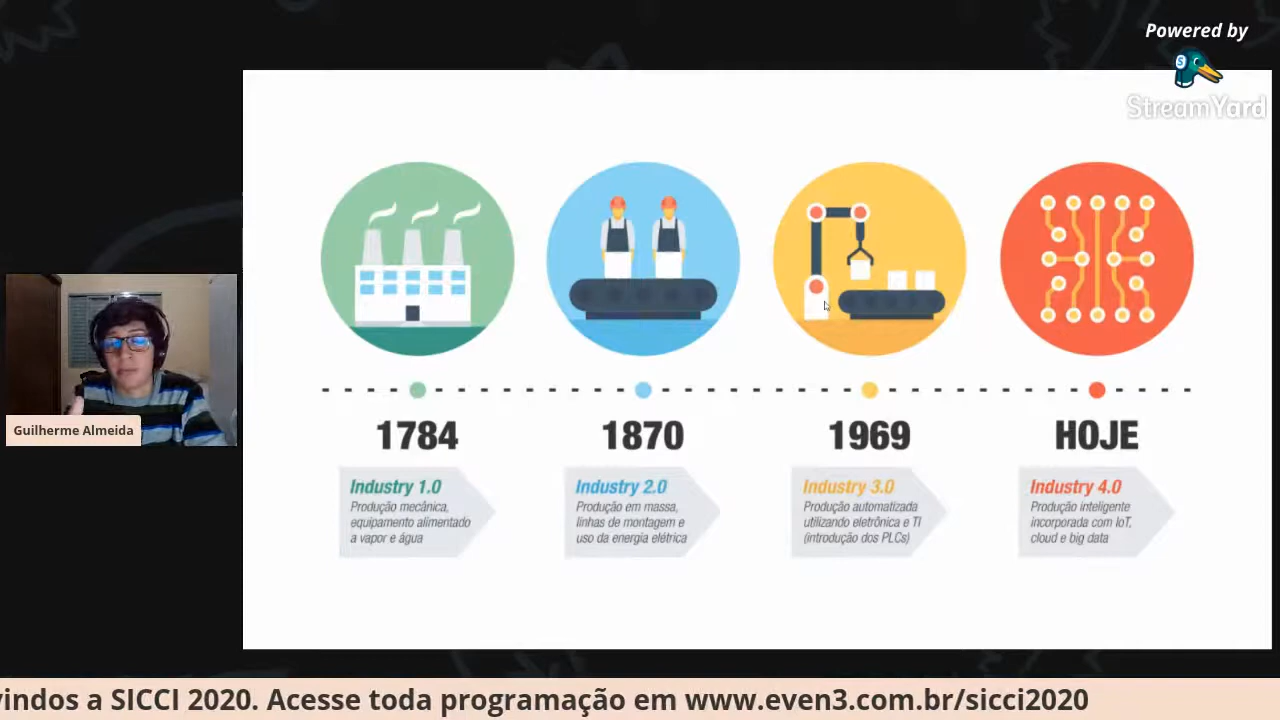 Powered by
StreamYard
1784
1870
1969
HOJE
Industry 1.0
Produção mecânica,
equipamento alimentado
a vapor e água
Industry 2.0
Produção em massa,
linhas de montagem e
uso da energia elétrica
Industry 3.0
Produção automatizada
utilizando eletrônica e TI
(introdução dos PLCs)
Industry 4.0
Produção inteligente
incorporada com IoT,
cloud e big data
Guilherme Almeida
vindos a SICCI 2020. Acesse toda programação em www.even3.com.br/sicci2020